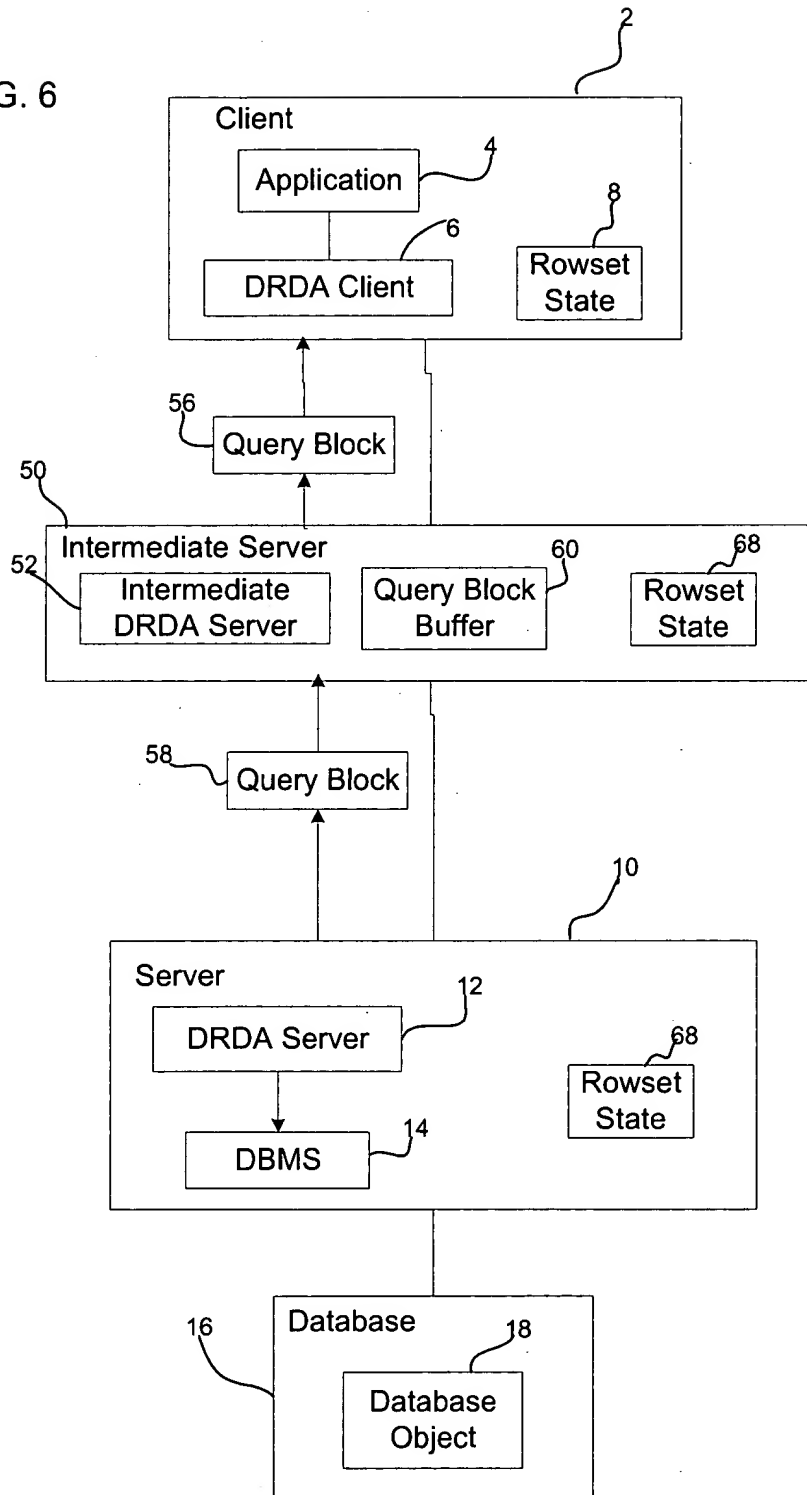 2
G. 6
Client
Application
4
8
6
DRDA Client
Rowset
State
56
Query Block
50
Intermediate Server
52
Intermediate
DRDA Server
60
Query Block
Buffer
68
Rowset
State
58
Query Block
10
Server
12
DRDA Server
68
Rowset
State
14
DBMS
16
Database
18
Database
Object